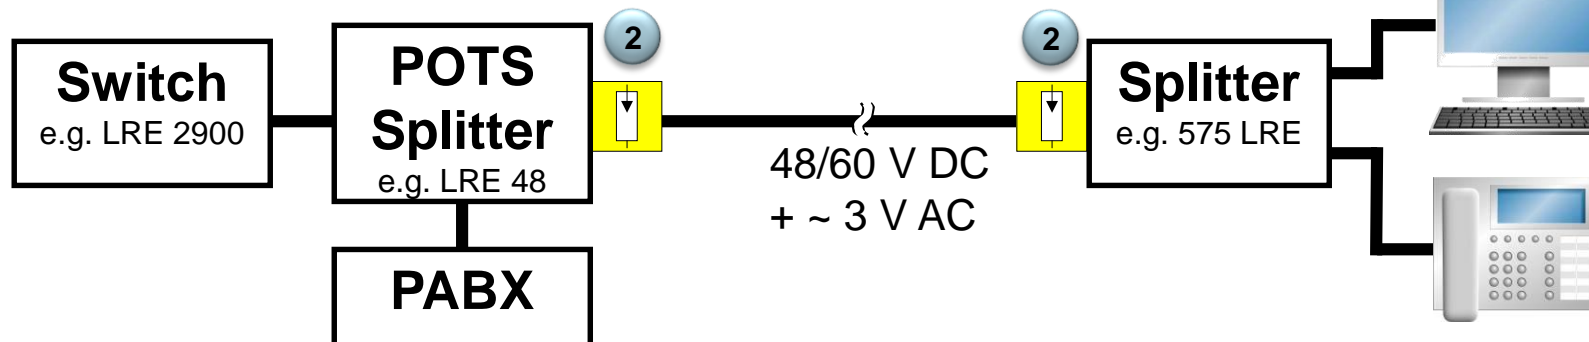 Switch
e.g. LRE 2900
POTS
Splitter
e.g. LRE 48
PABX
2
48/60 V DC
+ ~ 3 V AC
2
Splitter
e.g. 575 LRE